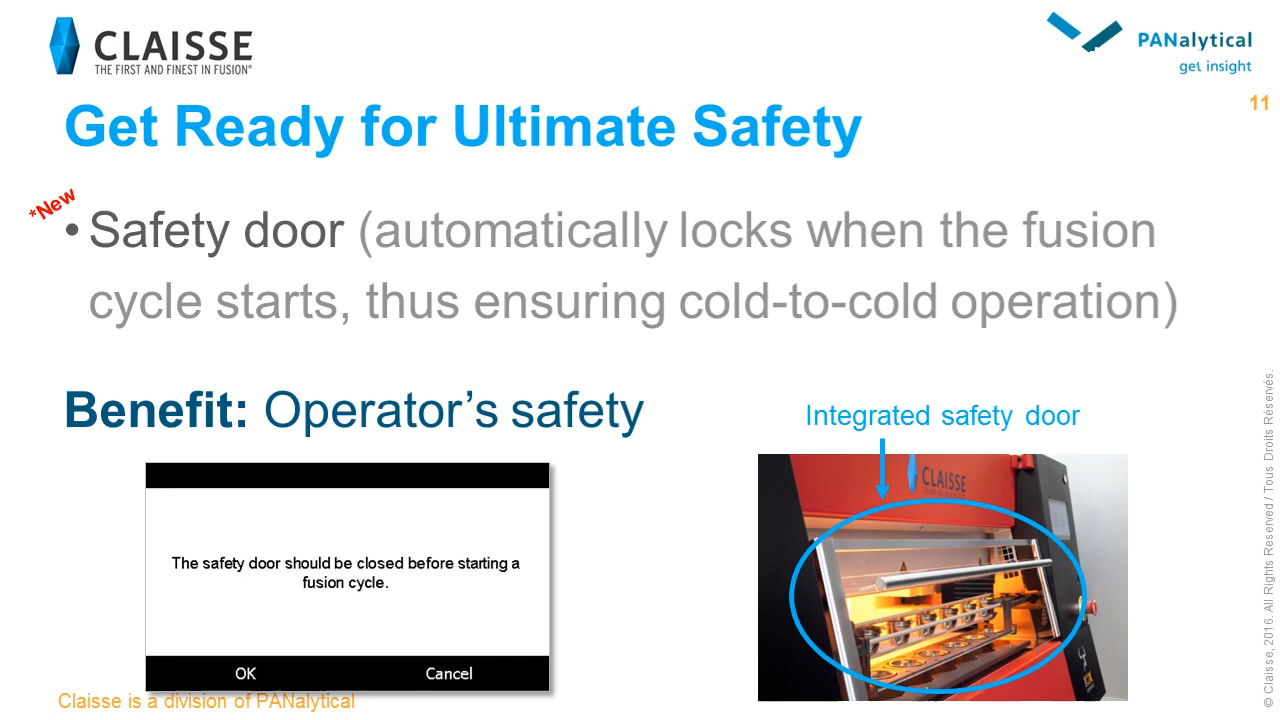 CLAISSE
THE FIRST AND FINEST IN FUSION®
PANalytical
get insight
11
Get Ready for Ultimate Safety
*New
• Safety door (automatically locks when the fusion
cycle starts, thus ensuring cold-to-cold operation)
Benefit: Operator’s safety
Integrated safety door
The safety door should be closed before starting a
fusion cycle.
OK
Cancel
CLAISSE
Claisse is a division of PANalytical
© Claisse, 2016. All Rights Reserved / Tous Droits Réservés.